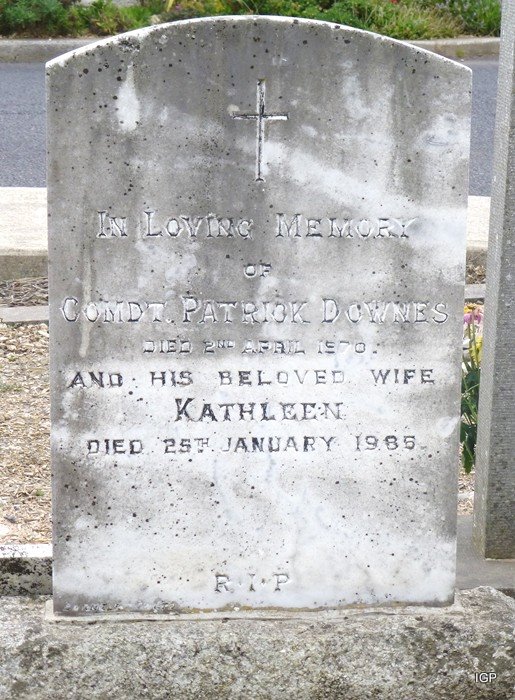 IN LOVING MEMORY
OF
COMDT. PATRICK DOWNES
DIED 2ND APRIL 1970.
AND HIS BELOVED WIFE
KATHLEEN
DIED 25TH JANUARY 1985.
R.I.P
IGP